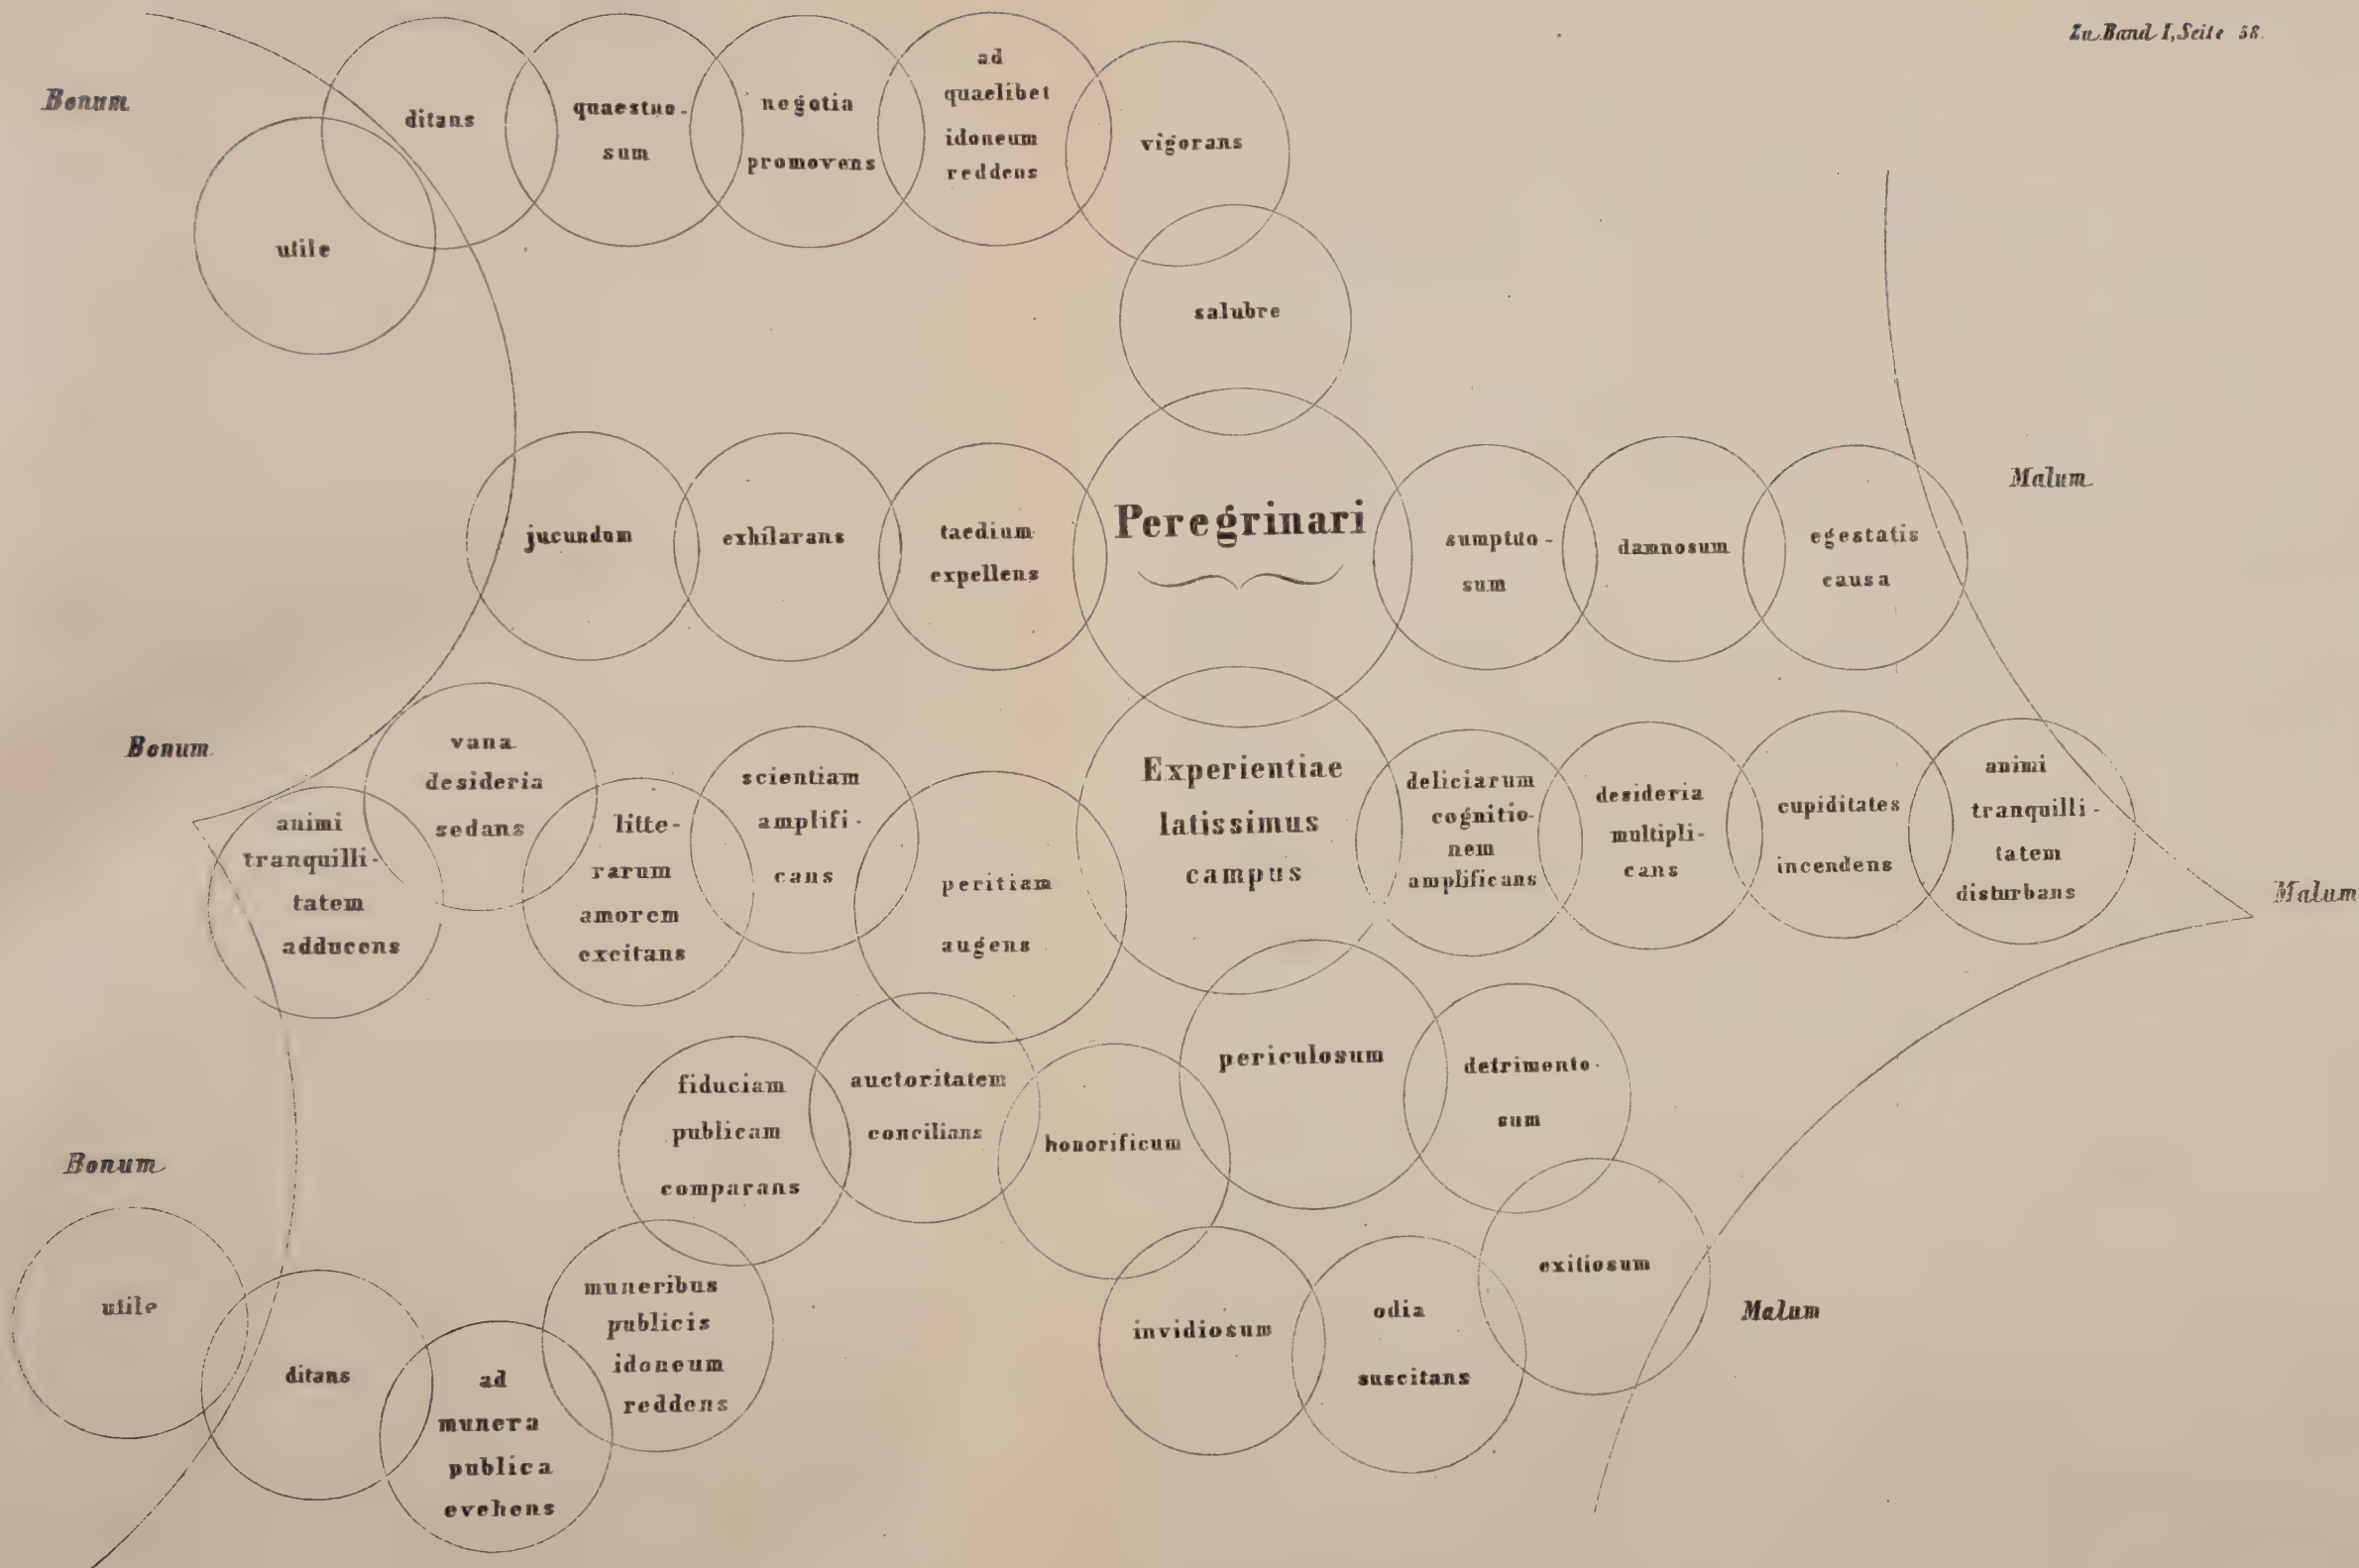 Zu Band I, Seite 58.
Bonum
ditans
quaestuo-
sum
negotia
promovens
ad
quaelibet
idoneum
reddens
vigorans
utile
salubre
Malum
jucundum
exhilarans
taedium
expellens
Peregrinari
sumptuo-
sum
damnosum
egestatis
causa
Bonum
animi
tranquilli-
tatem
adducens
vana
desideria
sedans
litte-
rarum
amorem
excitans
scientiam
amplifi-
cans
peritiam
augens
Experientiae
latissimus
campus
deliciarum
cognitio-
nem
amplificans
desideria
multipli-
cans
cupiditates
incendens
animi
tranquilli-
tatem
disturbans
Malum
fiduciam
publicam
comparans
auctoritatem
concilians
honorificum
periculosum
detrimento-
sum
Bonum
utile
ditans
ad
munera
publica
evehens
muneribus
publicis
idoneum
reddens
invidiosum
odia
suscitans
exitiosum
Malum